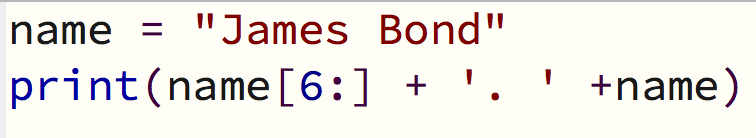 name = "James Bond"
print(name[6:] + '. ' +name)